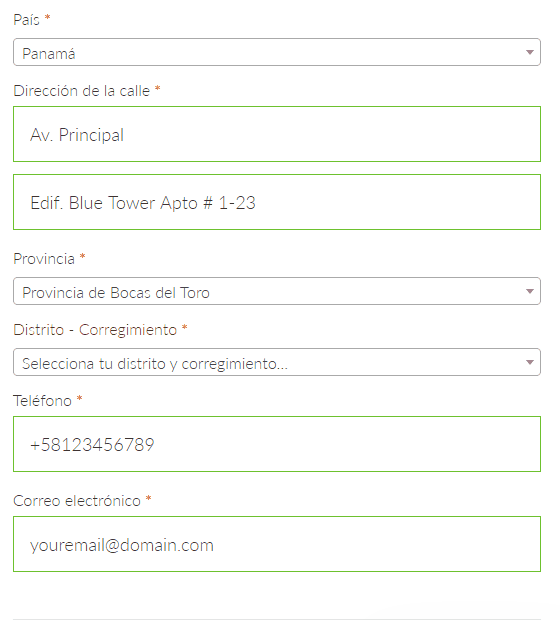 País *
Panamá
Dirección de la calle *
Av. Principal
Edif. Blue Tower Apto # 1-23
Provincia *
Provincia de Bocas del Toro
Distrito - Corregimiento *
Selecciona tu distrito y corregimiento...
Teléfono *
+58123456789
Correo electrónico *
youremail@domain.com